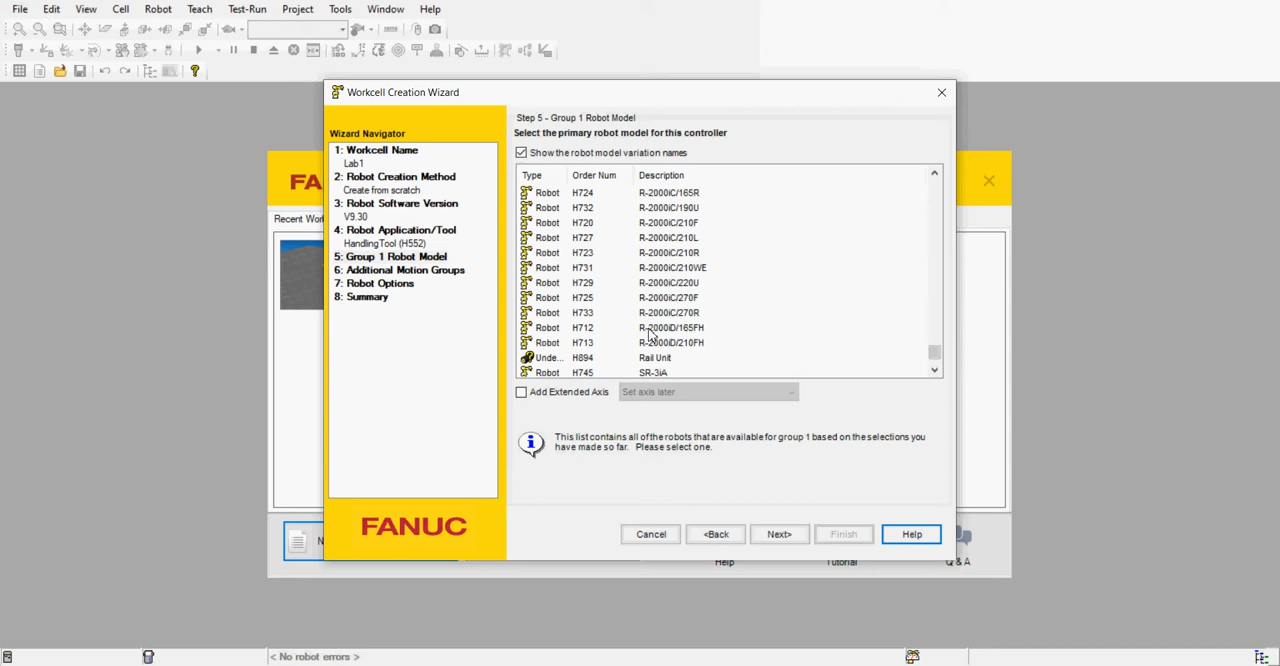 File Edit View Cell Robot Teach Test-Run Project Tools Window Help
Workcell Creation Wizard
Wizard Navigator
1: Workcell Name
Lab1
2: Robot Creation Method
Create from scratch
3: Robot Software Version
V9.30
4: Robot Application/Tool
HandlingTool (H552)
5: Group 1 Robot Model
6: Additional Motion Groups
7: Robot Options
8: Summary
FANUC
Step 5 - Group 1 Robot Model
Select the primary robot model for this controller
Show the robot model variation names
Type Order Num Description
Robot H724 R-2000iC/165R
Robot H732 R-2000iC/190U
Robot H720 R-2000iC/210F
Robot H727 R-2000iC/210L
Robot H723 R-2000iC/210R
Robot H731 R-2000iC/210WE
Robot H729 R-2000iC/220U
Robot H725 R-2000iC/270F
Robot H733 R-2000iC/270R
Robot H712 R-2000iD/165FH
Robot H713 R-2000iD/210FH
Unde... H894 Rail Unit
Robot H745 SR-3iA
Add Extended Axis Set axis later
This list contains all of the robots that are available for group 1 based on the selections you
have made so far. Please select one.
Cancel <Back Next> Finish Help
FA
Recent Wor
N
Help Tutorial Q & A
< No robot errors >